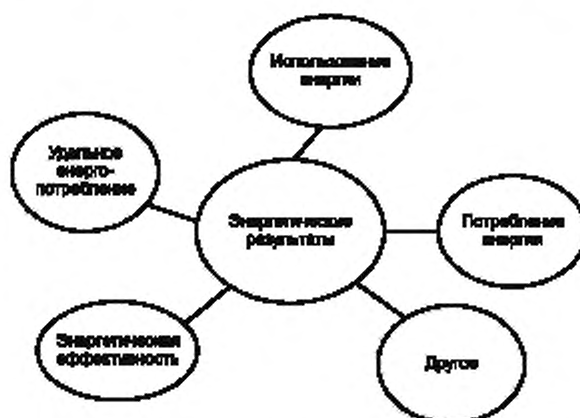 Использование
энергии
Удельное
энерго-
потребление
Энергетические
результаты
Потребление
энергии
Энергетическая
эффективность
Другое